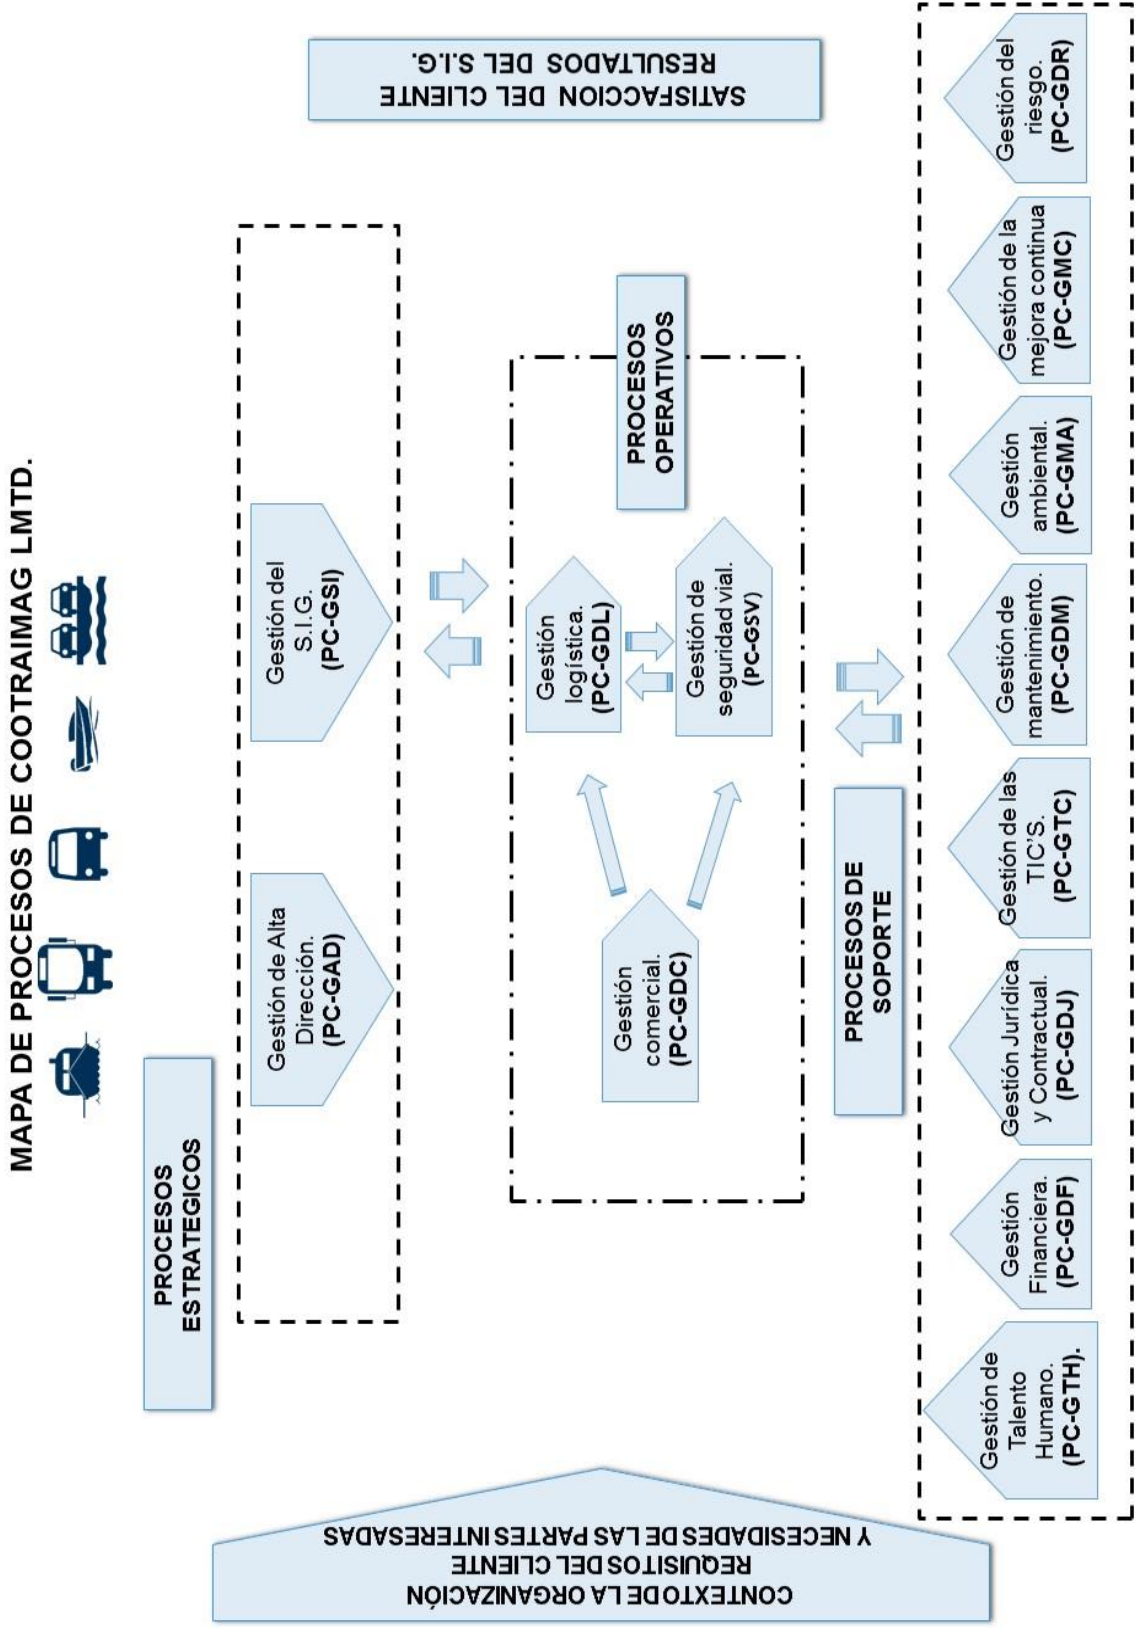 MAPA DE PROCESOS DE COOTRAIMAG LMTD.
PROCESOS
ESTRATEGICOS
Gestión de Alta
Dirección.
(PC-GAD)
Gestión del
S.I.G.
(PC-GSI)
CONTEXTO DE LA ORGANIZACIÓN
REQUISITOS DEL CLIENTE
Y NECESIDADES DE LAS PARTES INTERESADAS
Gestión
comercial.
(PC-GDC)
Gestión
logística.
(PC-GDL)
Gestión de
seguridad vial.
(PC-GSV)
PROCESOS
OPERATIVOS
SATISFACCION DEL CLIENTE
RESULTADOS DEL S.I.G.
PROCESOS DE
SOPORTE
Gestión de
Talento
Humano.
(PC-GTH).
Gestión
Financiera.
(PC-GDF)
Gestión Jurídica
y Contractual.
(PC-GDJ)
Gestión de las
TIC'S.
(PC-GTC)
Gestión de
mantenimiento.
(PC-GDM)
Gestión
ambiental.
(PC-GMA)
Gestión de la
mejora continua
(PC-GMC)
Gestión del
riesgo.
(PC-GDR)